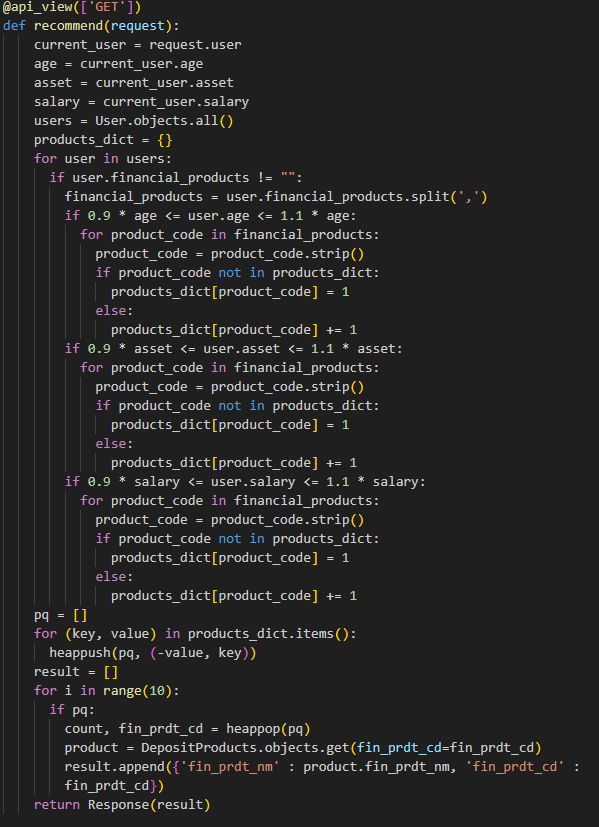 @api_view(['GET'])
def recommend(request):
    current_user = request.user
    age = current_user.age
    asset = current_user.asset
    salary = current_user.salary
    users = User.objects.all()
    products_dict = {}
    for user in users:
      if user.financial_products != "":
        financial_products = user.financial_products.split(',')
        if 0.9 * age <= user.age <= 1.1 * age:
          for product_code in financial_products:
            product_code = product_code.strip()
            if product_code not in products_dict:
              products_dict[product_code] = 1
            else:
              products_dict[product_code] += 1
        if 0.9 * asset <= user.asset <= 1.1 * asset:
          for product_code in financial_products:
            product_code = product_code.strip()
            if product_code not in products_dict:
              products_dict[product_code] = 1
            else:
              products_dict[product_code] += 1
        if 0.9 * salary <= user.salary <= 1.1 * salary:
          for product_code in financial_products:
            product_code = product_code.strip()
            if product_code not in products_dict:
              products_dict[product_code] = 1
            else:
              products_dict[product_code] += 1
    pq = []
    for (key, value) in products_dict.items():
      heappush(pq, (-value, key))
    result = []
    for i in range(10):
      if pq:
        count, fin_prdt_cd = heappop(pq)
        product = DepositProducts.objects.get(fin_prdt_cd=fin_prdt_cd)
        result.append({'fin_prdt_nm' : product.fin_prdt_nm, 'fin_prdt_cd' :
        fin_prdt_cd})
    return Response(result)